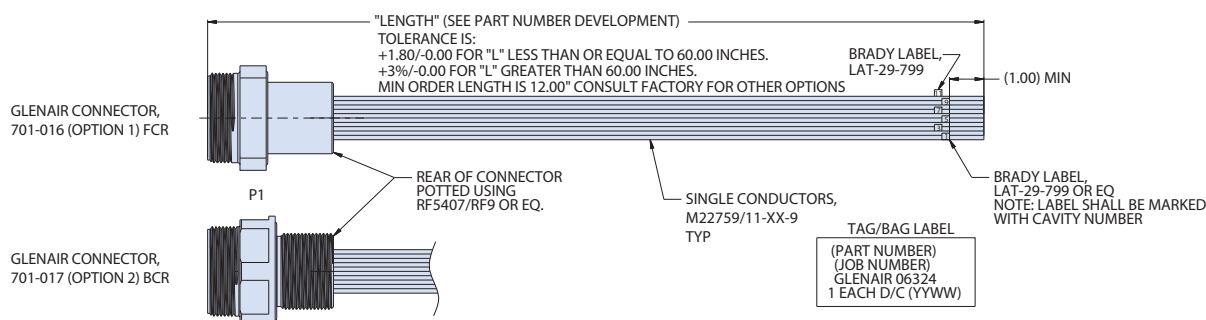 "LENGTH" (SEE PART NUMBER DEVELOPMENT)
TOLERANCE IS:
+1.80/-0.00 FOR "L" LESS THAN OR EQUAL TO 60.00 INCHES.
+3%/-0.00 FOR "L" GREATER THAN 60.00 INCHES.
MIN ORDER LENGTH IS 12.00" CONSULT FACTORY FOR OTHER OPTIONS
BRADY LABEL,
LAT-29-799
(1.00) MIN
GLENAIR CONNECTOR,
701-016 (OPTION 1) FCR
P1
REAR OF CONNECTOR
POTTED USING
RF5407/RF9 OR EQ.
SINGLE CONDUCTORS,
M22759/11-XX-9
TYP
BRADY LABEL,
LAT-29-799 OR EQ
NOTE: LABEL SHALL BE MARKED
WITH CAVITY NUMBER
GLENAIR CONNECTOR,
701-017 (OPTION 2) BCR
TAG/BAG LABEL
(PART NUMBER)
(JOB NUMBER)
GLENAIR 06324
1 EACH D/C (YYWW)